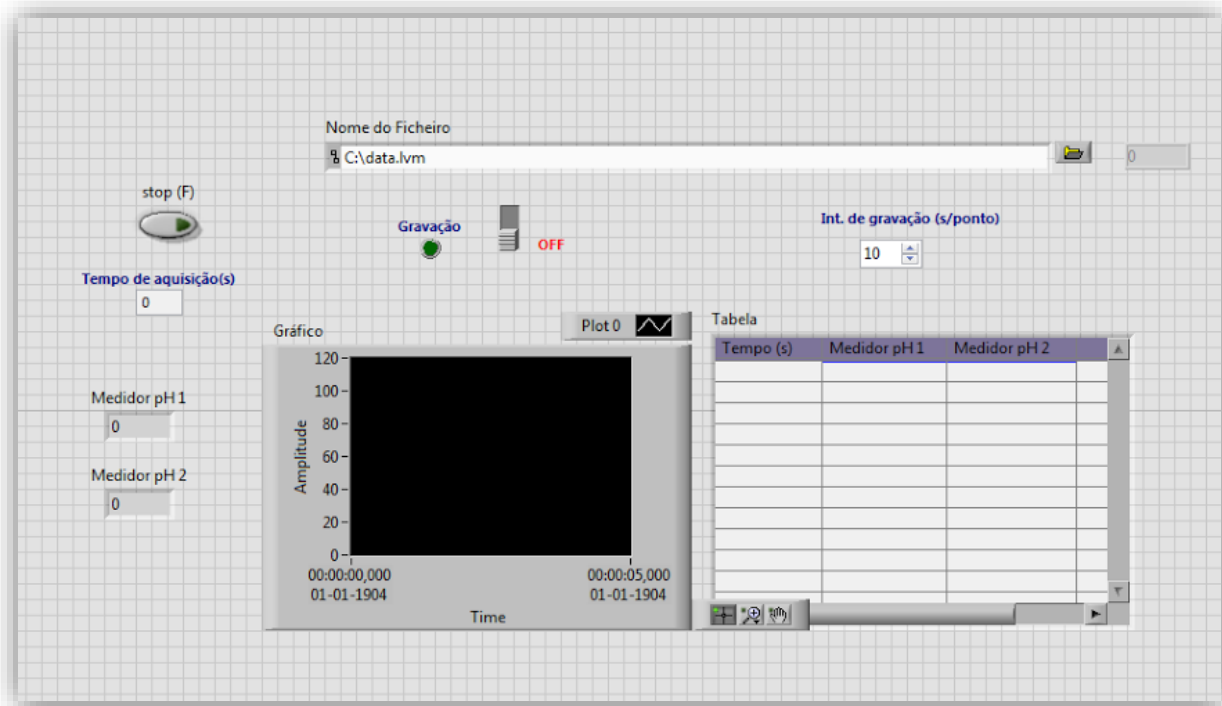 Nome do Ficheiro
C:\data.lvm
0
stop (F)
Gravação
OFF
Int. de gravação (s/ponto)
10
Tempo de aquisição(s)
0
Medidor pH 1
0
Medidor pH 2
0
Gráfico
Plot 0
120
100
80
60
40
20
0
Amplitude
00:00:00,000
01-01-1904
00:00:05,000
01-01-1904
Time
Tabela
Tempo (s) Medidor pH 1 Medidor pH 2